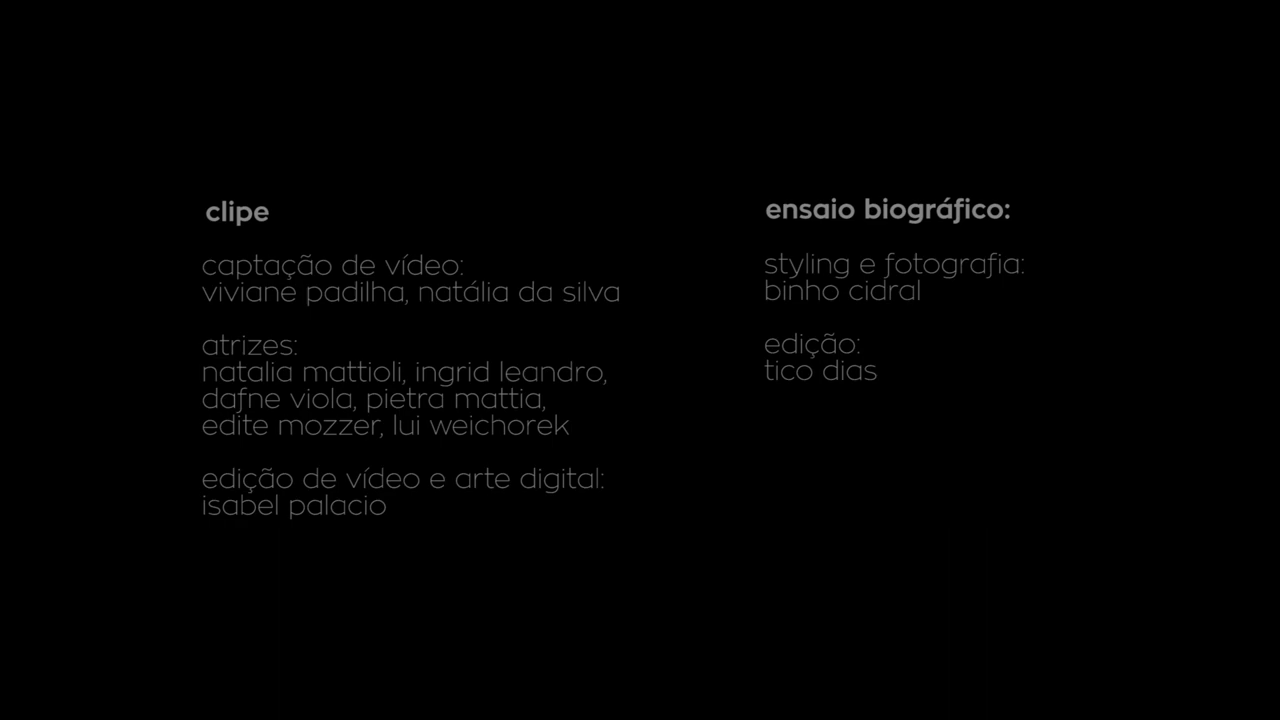 clipe
captação de vídeo:
viviane padilha, natália da silva
atrizes:
natalia mattioli, ingrid leandro,
dafne viola, pietra mattia,
edite mozzer, lui weichorek
edição de vídeo e arte digital:
isabel palacio
ensaio biográfico:
styling e fotografia:
binho cidral
edição:
tico dias